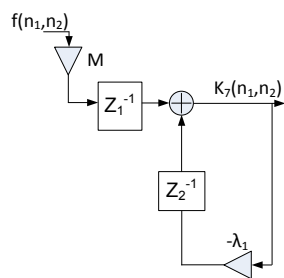 f(n₁,n₂)
M
Z₁⁻¹
K₇(n₁,n₂)
Z₂⁻¹
-λ₁